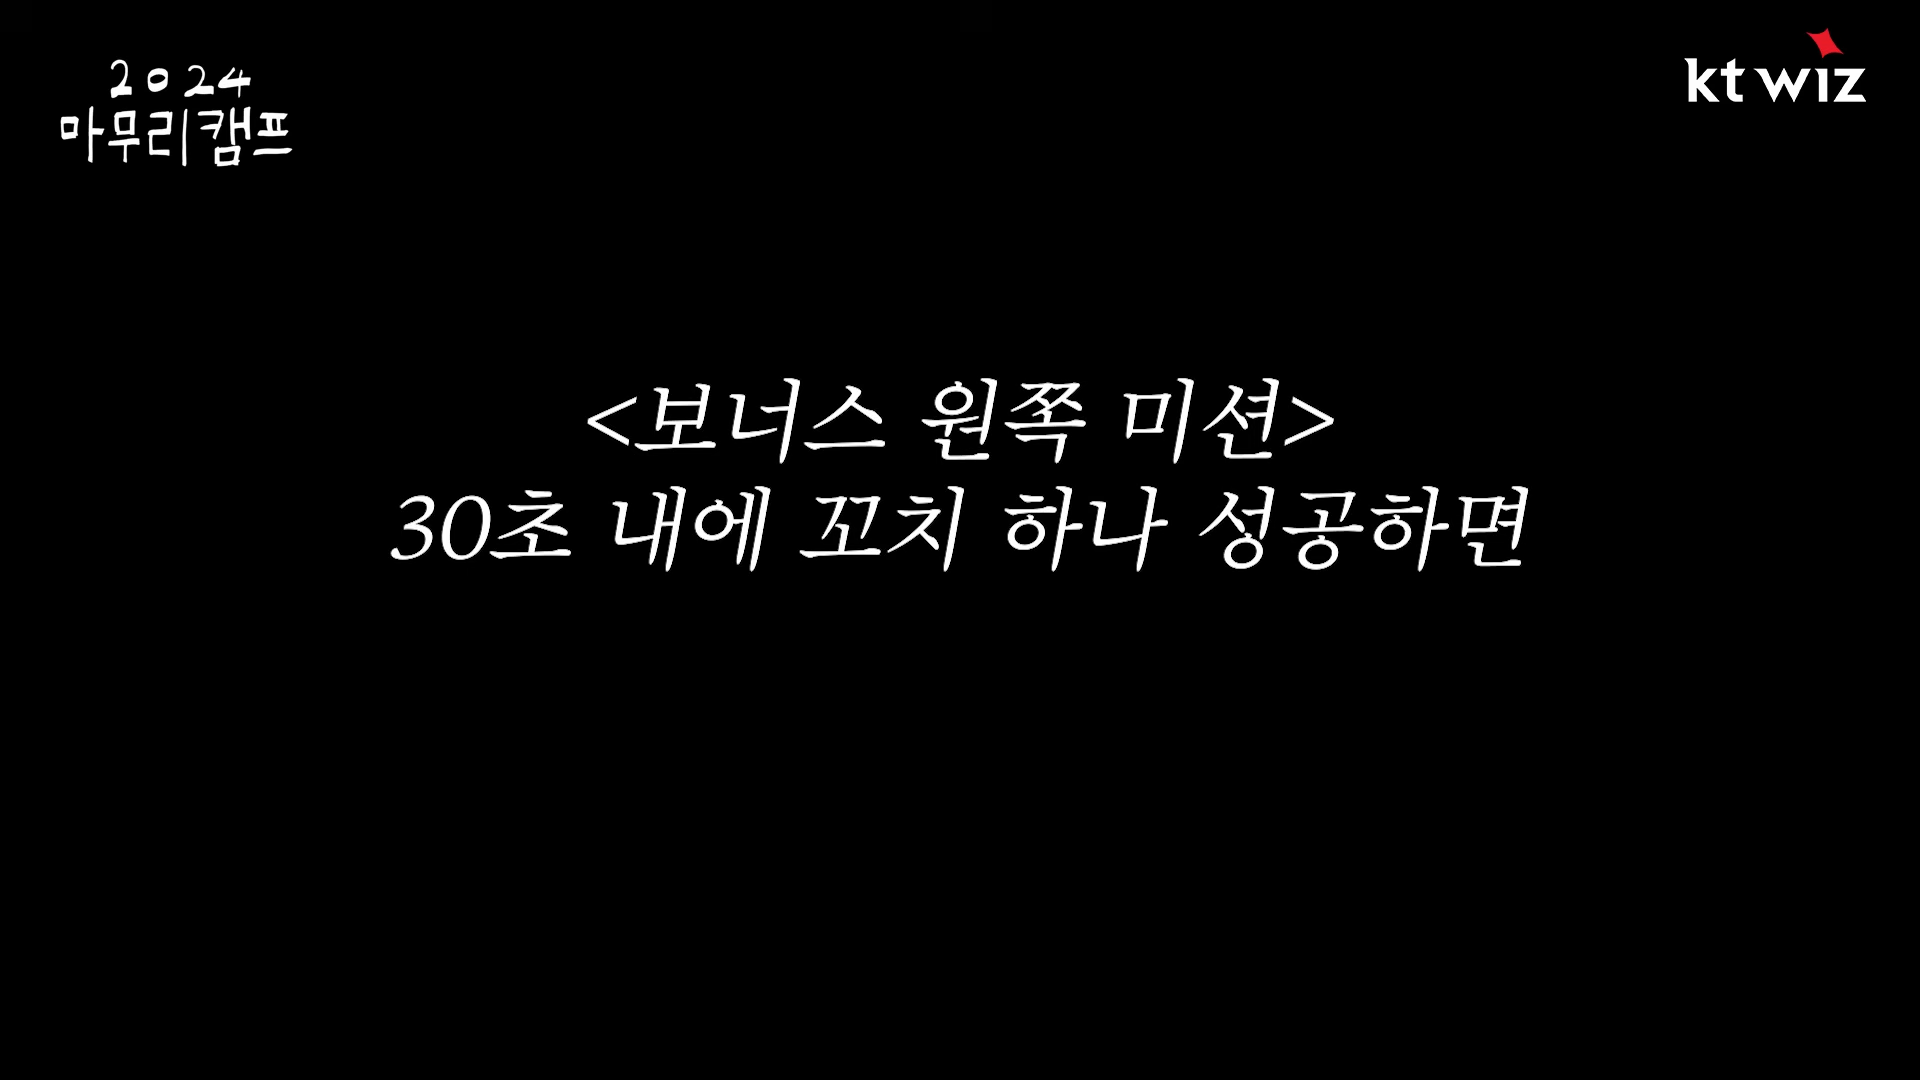 2024
마무리캠프
kt wiz
<보너스 원쪽 미션>
30초 내에 꼬치 하나 성공하면